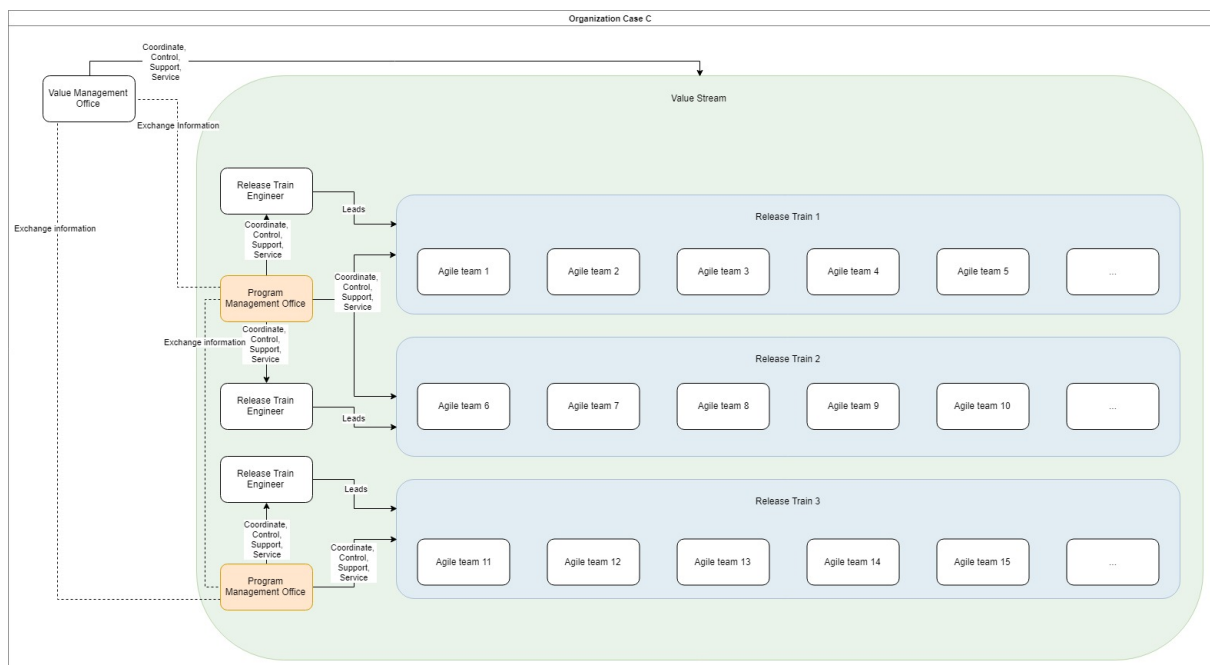 Organization Case C
Coordinate,
Control,
Support,
Service
Value Management
Office
Value Stream
Exchange Information
Release Train
Engineer
Leads
Release Train 1
Exchange information
Coordinate,
Control,
Support,
Service
Agile team 1
Agile team 2
Agile team 3
Agile team 4
Agile team 5
...
Program
Management Office
Coordinate,
Control,
Support,
Service
Coordinate,
Control,
Support,
Service
Exchange information
Release Train 2
Release Train
Engineer
Leads
Agile team 6
Agile team 7
Agile team 8
Agile team 9
Agile team 10
...
Release Train
Engineer
Leads
Release Train 3
Coordinate,
Control,
Support,
Service
Coordinate,
Control,
Support,
Service
Agile team 11
Agile team 12
Agile team 13
Agile team 14
Agile team 15
...
Program
Management Office